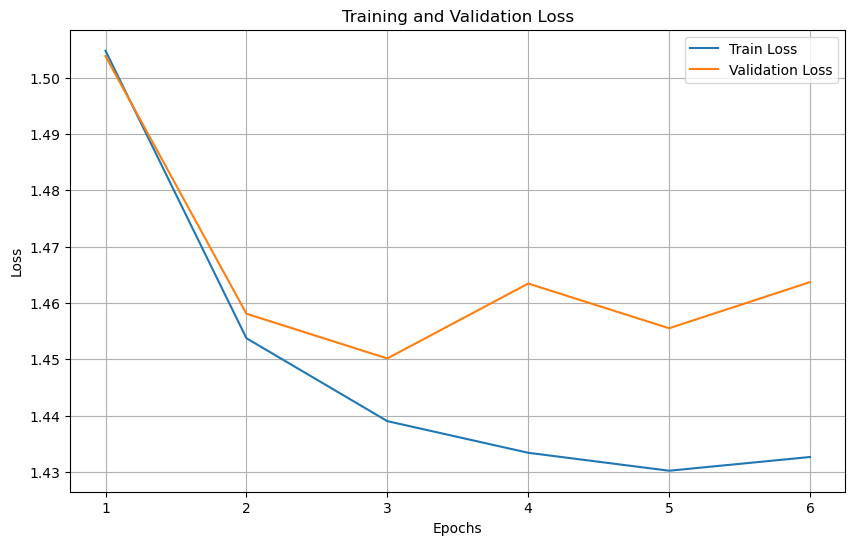 Training and Validation Loss
Train Loss
Validation Loss
1.50
1.49
1.48
1.47
1.46
1.45
1.44
1.43
Loss
1 2 3 4 5 6
Epochs